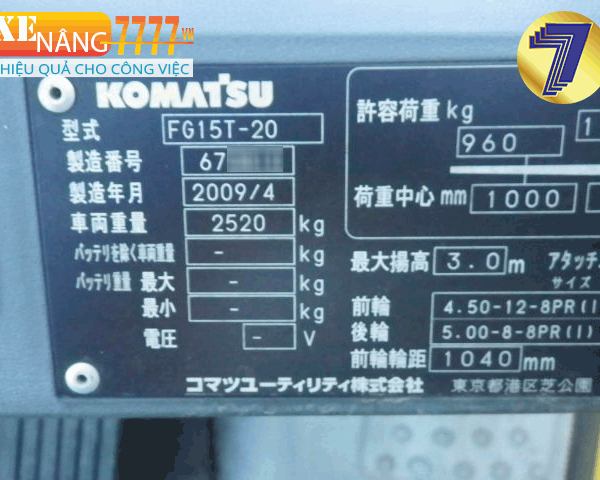 XE NÂNG7777.VN
HIỆU QUẢ CHO CÔNG VIỆC
7
KOMATSU
型式 FG15T-20
製造番号 67
製造年月 2009/4
車両重量 2520 kg
バッテリを除く車両重量 - kg
バッテリ重量 最大 - kg
最小 - kg
電圧 - V
許容荷重 kg
960 1
荷重中心 mm 1000
最大揚高 3.0 m アタッチ
サイズ
前輪 4.50-12-8PR(I
後輪 5.00-8-8PR(I)
前輪輪距 1040 mm
コマツユーティリティ株式会社 東京都港区芝公園